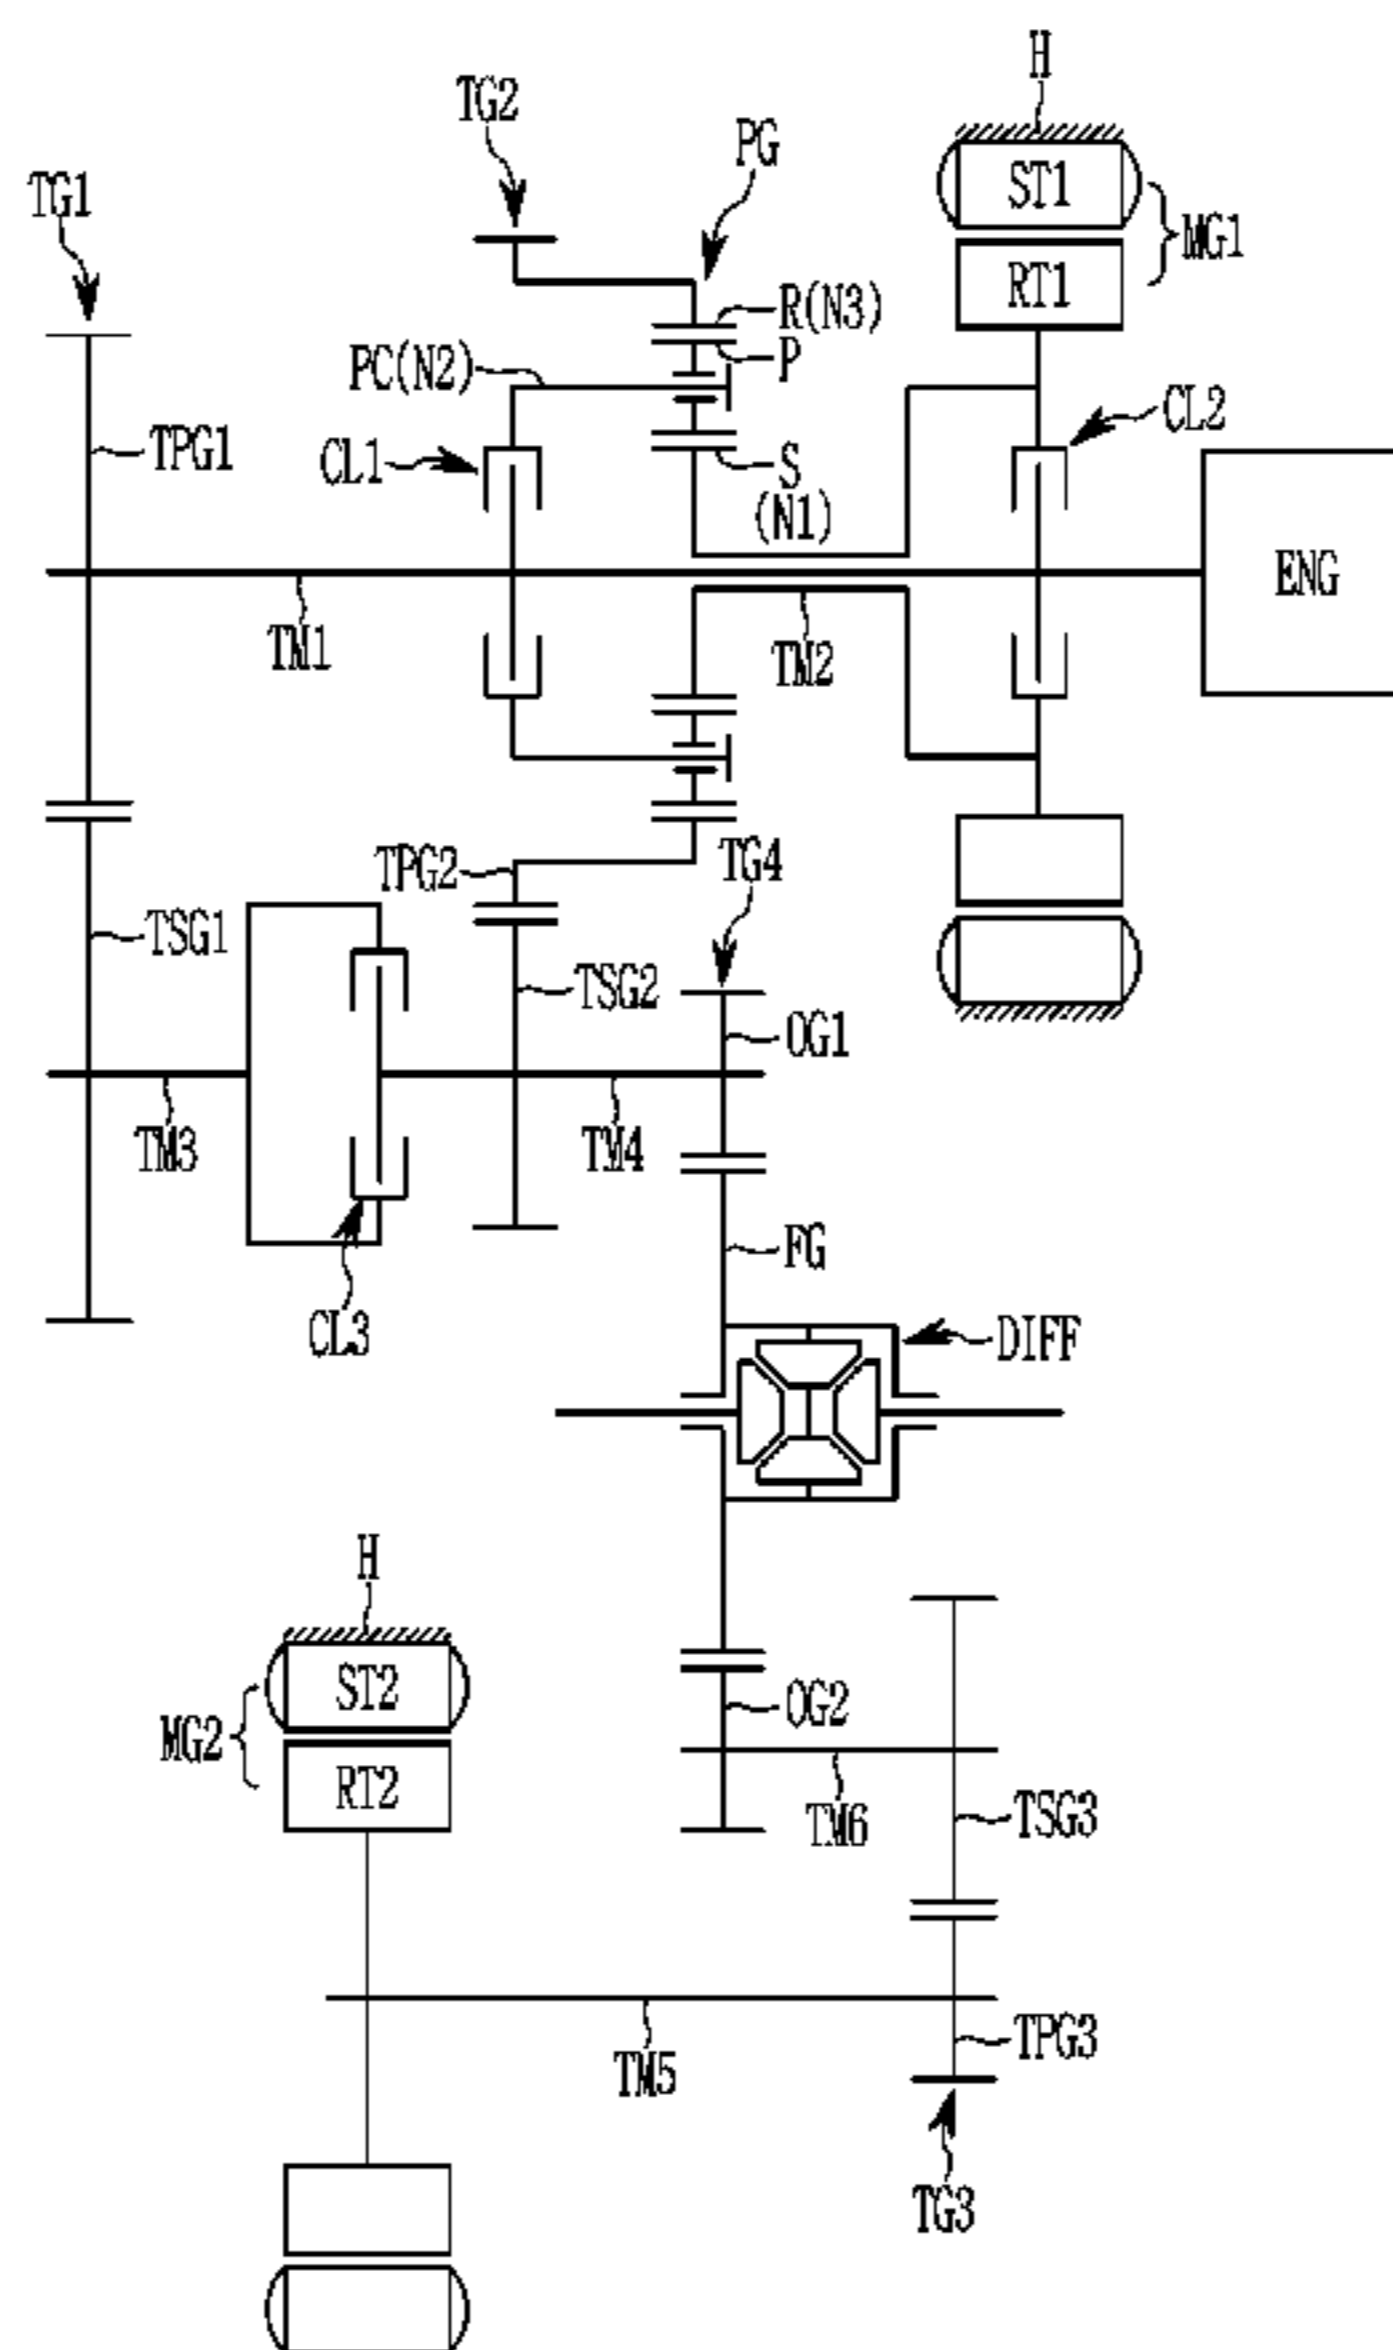 H
TG2
PG
TG1
ST1
MG1
RT1
R(N3)
P
PC(N2)
CL2
TPG1
CL1
S
(N1)
ENG
TM1
TM2
TPG2
TG4
TSG1
TSG2
OG1
TM3
TM4
FG
CL3
DIFF
H
ST2
OG2
MG2
RT2
TM6
TSG3
TPG3
TM5
TG3